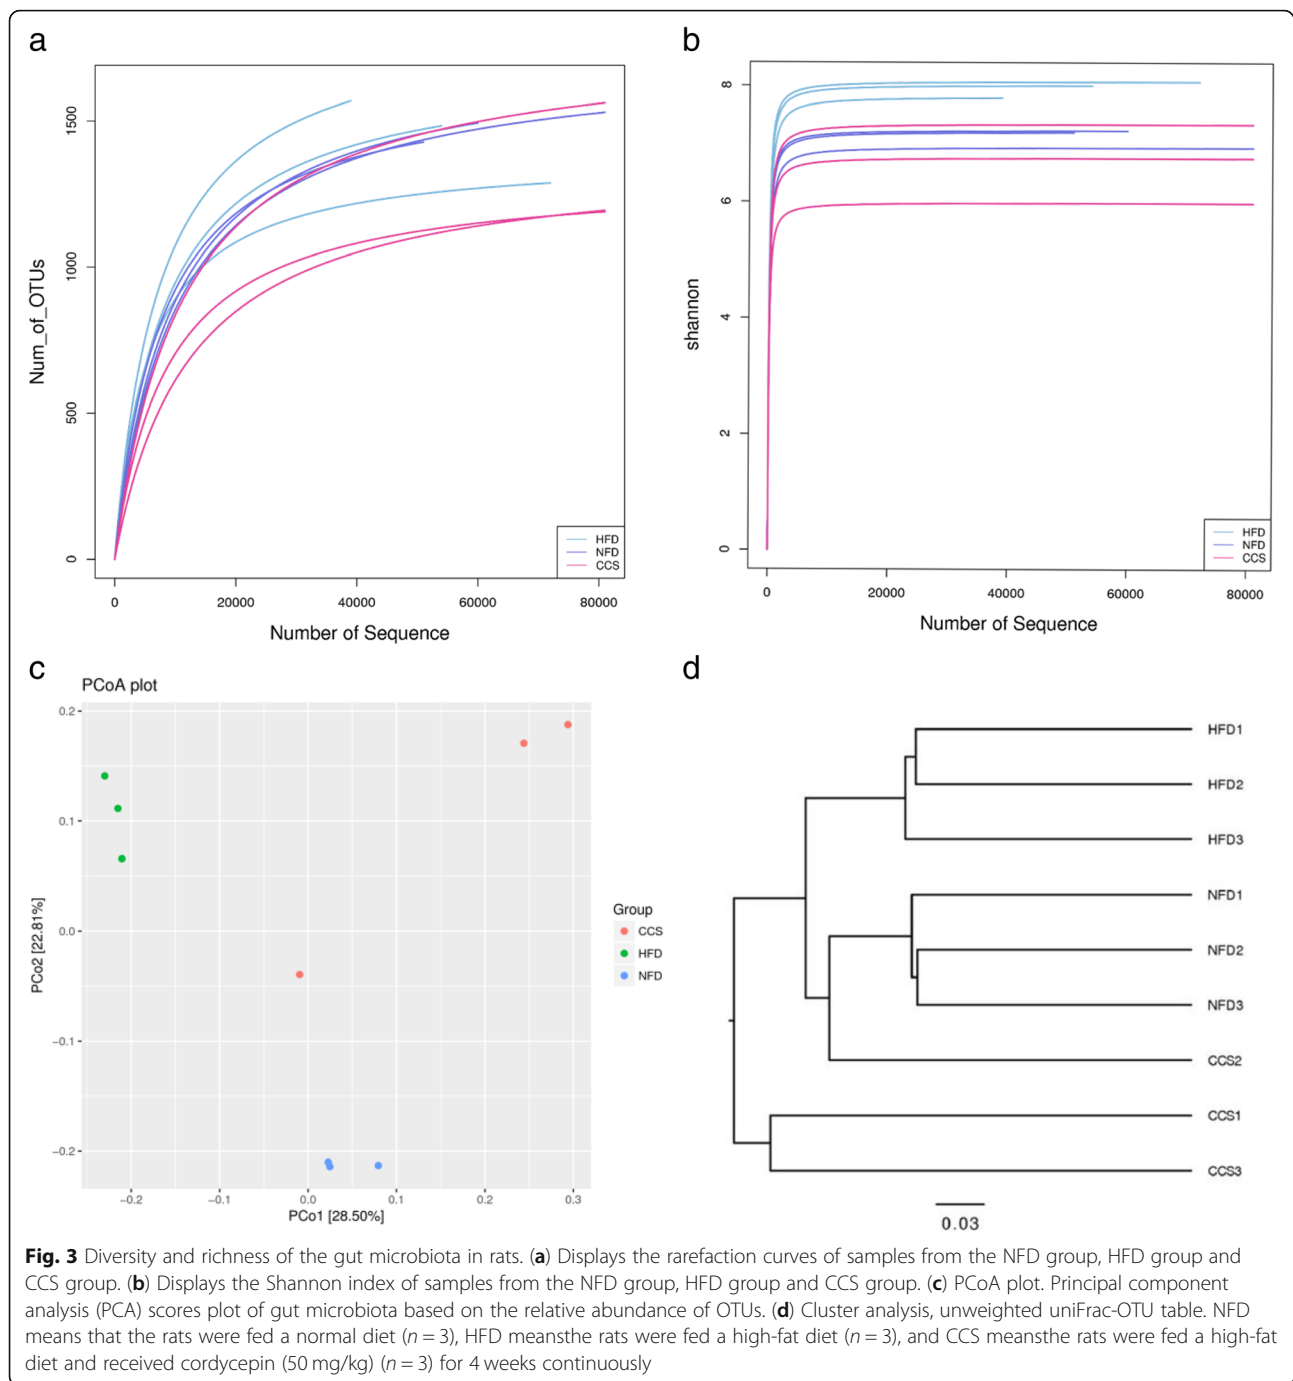 a
Num_of_OTUs
1500
1000
500
0
HFD
NFD
CCS
0 20000 40000 60000 80000
Number of Sequence
b
shannon
8
6
4
2
0
HFD
NFD
CCS
0 20000 40000 60000 80000
Number of Sequence
c
PCoA plot
PCo2 [22.81%]
0.2
0.1
0.0
−0.1
−0.2
−0.2 −0.1 0.0 0.1 0.2 0.3
PCo1 [28.50%]
Group
CCS
HFD
NFD
d
HFD1
HFD2
HFD3
NFD1
NFD2
NFD3
CCS2
CCS1
CCS3
0.03
Fig. 3 Diversity and richness of the gut microbiota in rats. (a) Displays the rarefaction curves of samples from the NFD group, HFD group and
CCS group. (b) Displays the Shannon index of samples from the NFD group, HFD group and CCS group. (c) PCoA plot. Principal component
analysis (PCA) scores plot of gut microbiota based on the relative abundance of OTUs. (d) Cluster analysis, unweighted uniFrac-OTU table. NFD
means that the rats were fed a normal diet (n = 3), HFD meansthe rats were fed a high-fat diet (n = 3), and CCS meansthe rats were fed a high-fat
diet and received cordycepin (50 mg/kg) (n = 3) for 4 weeks continuously